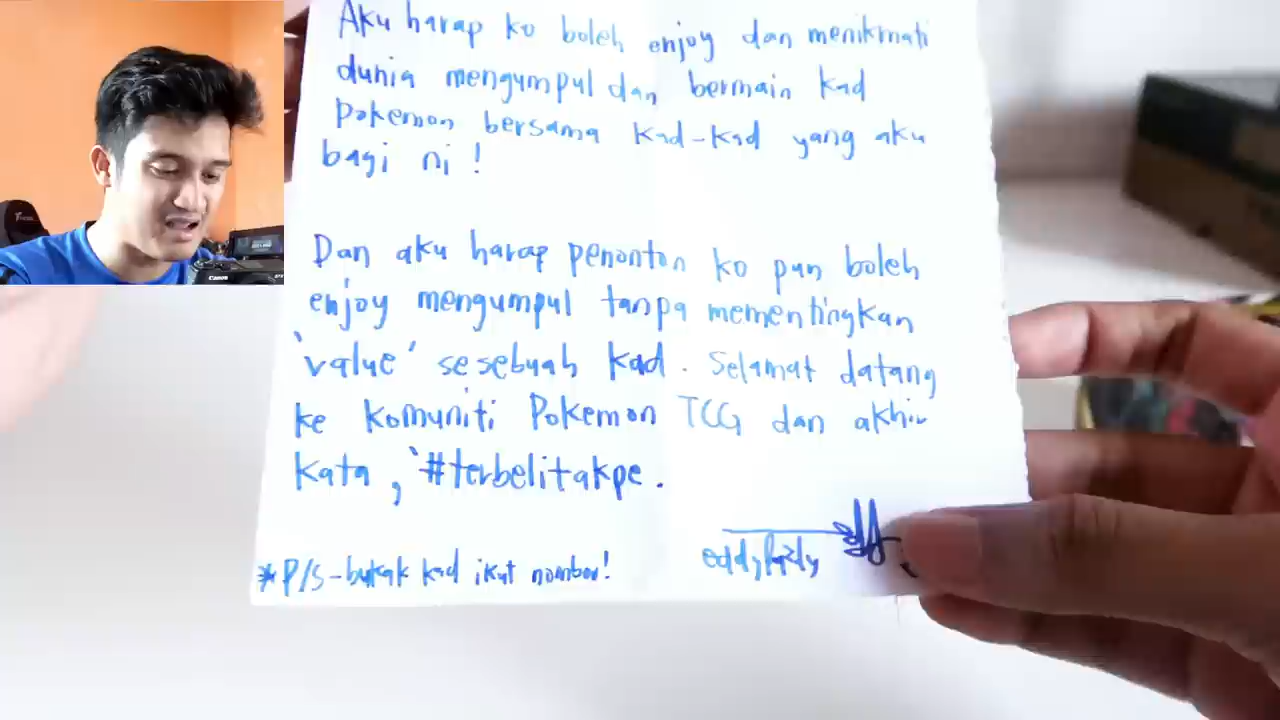 Aku harap ko boleh enjoy dan menikmati
dunia mengumpul dan bermain kad
Pokemon bersama kad-kad yang aku
bagi ni !
Dan aku harap penonton ko pun boleh
enjoy mengumpul tanpa mementingkan
'value' sesebuah kad. Selamat datang
ke komuniti Pokemon TCG dan akhir
kata, '#terbelitakpe.
eddyfazdy
*P/S-bukak kad ikut nombor!
Canon